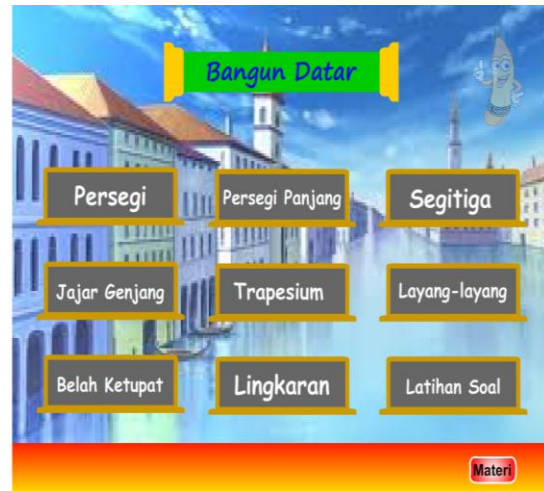 Bangun Datar
Persegi
Persegi Panjang
Segitiga
Jajar Genjang
Trapesium
Layang-layang
Belah Ketupat
Lingkaran
Latihan Soal
Materi